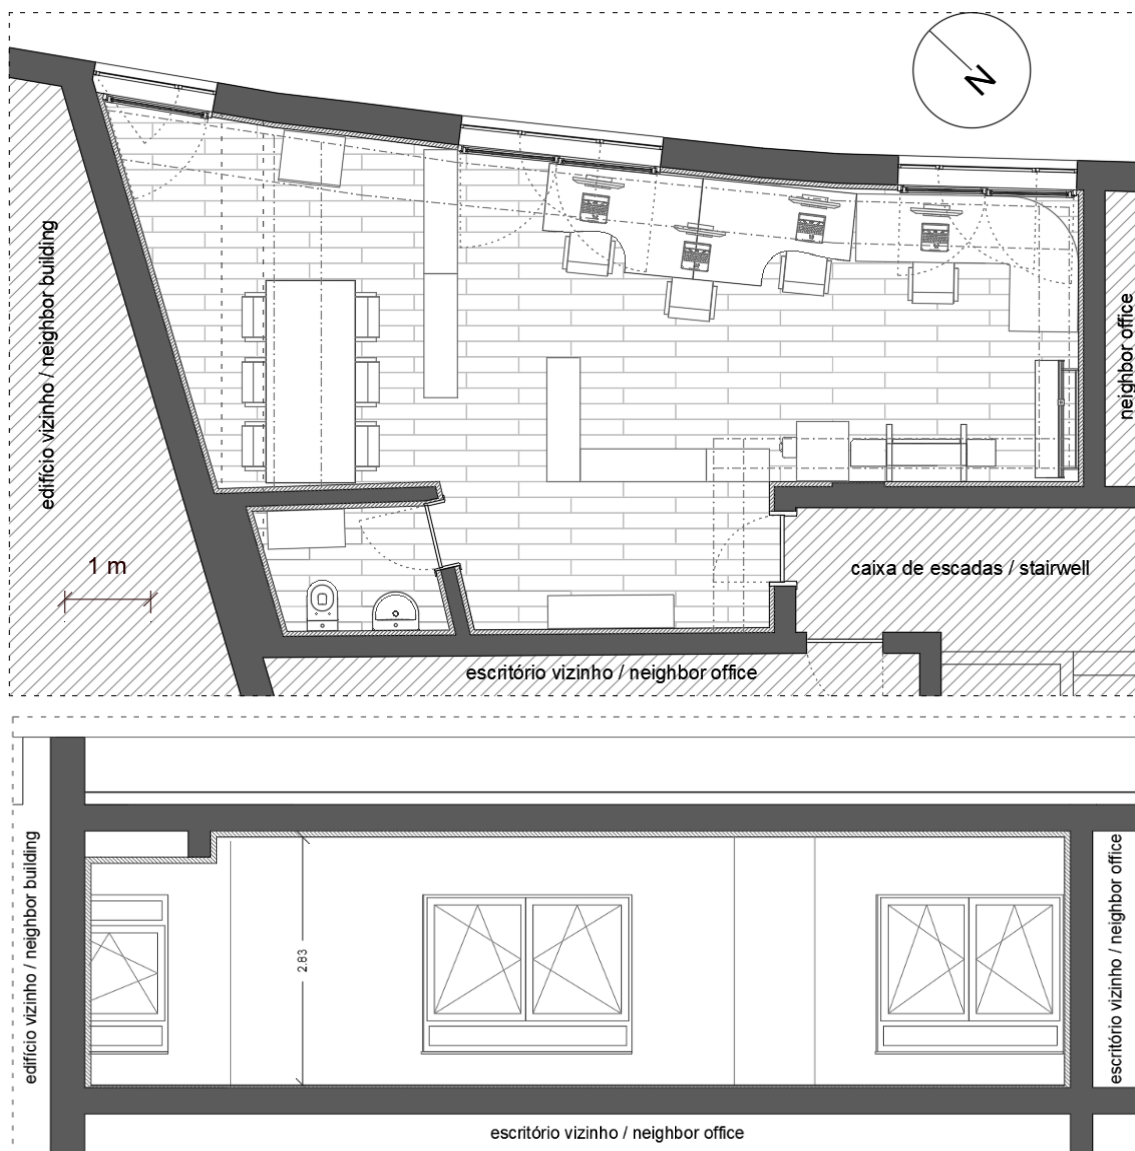 N
edifício vizinho / neighbor building
neighbor office
1 m
caixa de escadas / stairwell
escritório vizinho / neighbor office
edifício vizinho / neighbor building
2.83
escritório vizinho / neighbor office
escritório vizinho / neighbor office